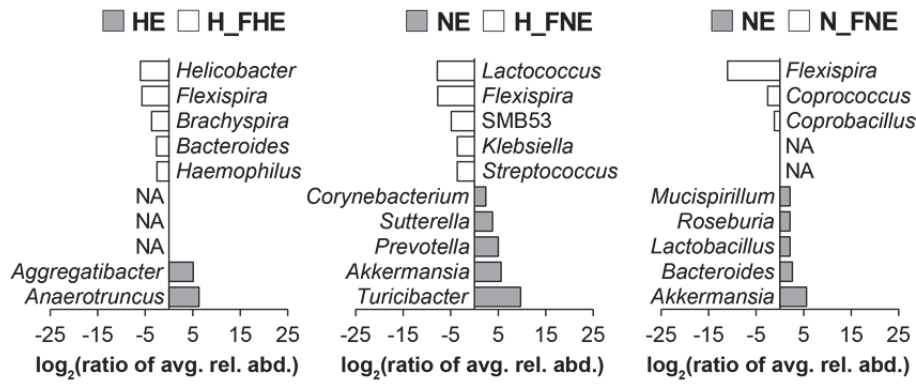 HE H_FHE
Helicobacter
Flexispira
Brachyspira
Bacteroides
Haemophilus
NA
NA
NA
Aggregatibacter
Anaerotruncus
-25 -15 -5 5 15 25
log2(ratio of avg. rel. abd.)
NE H_FNE
Lactococcus
Flexispira
SMB53
Klebsiella
Streptococcus
Corynebacterium
Sutterella
Prevotella
Akkermansia
Turicibacter
-25 -15 -5 5 15 25
log2(ratio of avg. rel. abd.)
NE N_FNE
Flexispira
Coprococcus
Coprobacillus
NA
NA
Mucispirillum
Roseburia
Lactobacillus
Bacteroides
Akkermansia
-25 -15 -5 5 15 25
log2(ratio of avg. rel. abd.)